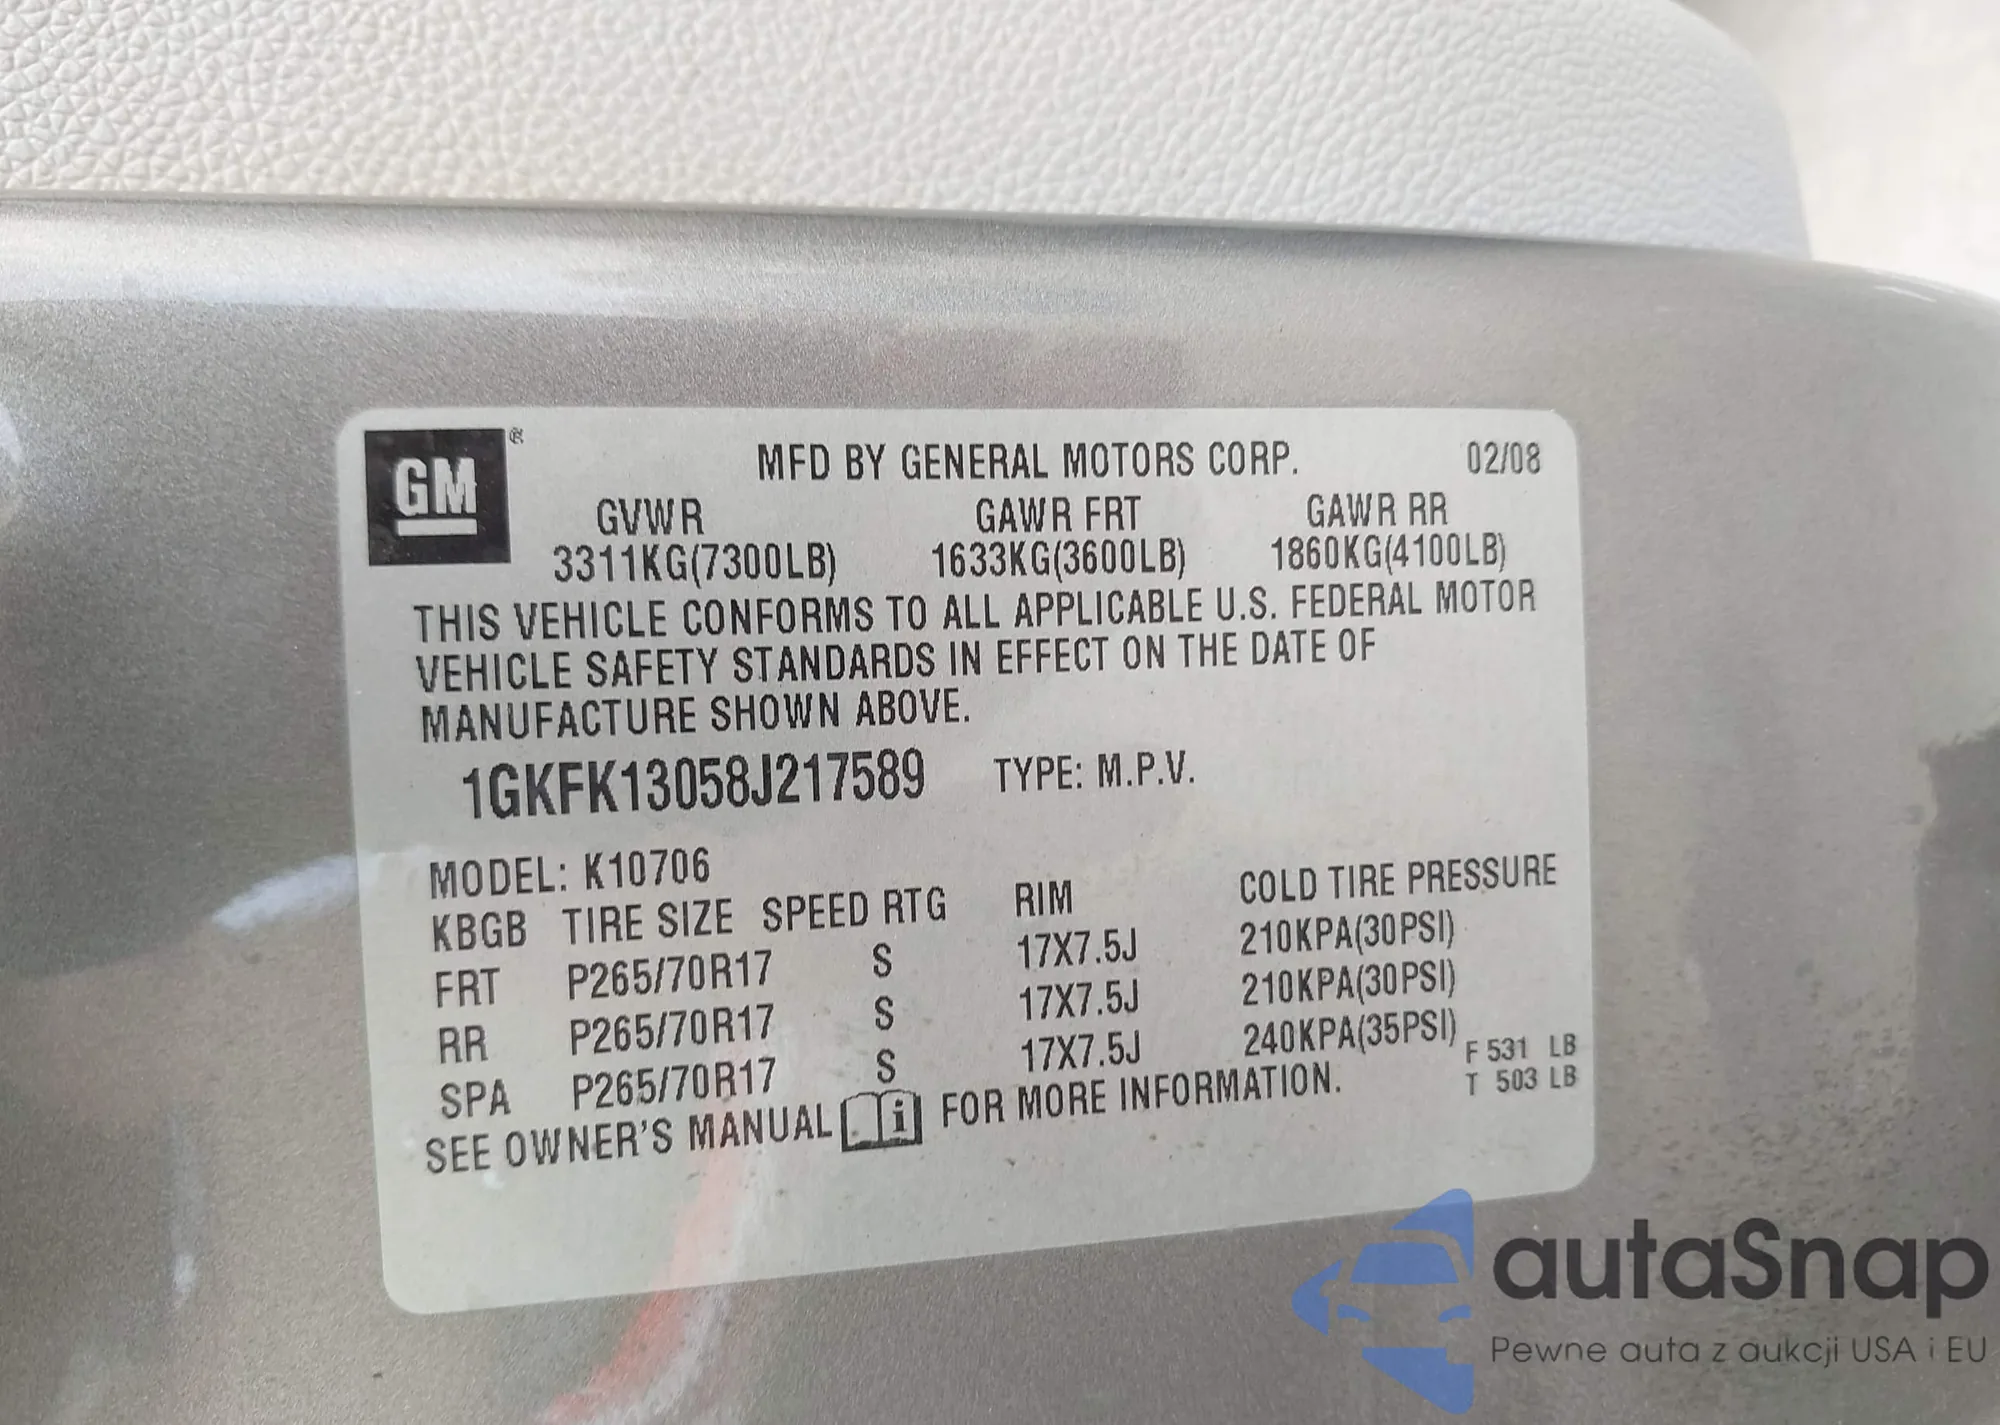 GM ®
MFD BY GENERAL MOTORS CORP. 02/08
GVWR GAWR FRT GAWR RR
3311KG(7300LB) 1633KG(3600LB) 1860KG(4100LB)
THIS VEHICLE CONFORMS TO ALL APPLICABLE U.S. FEDERAL MOTOR
VEHICLE SAFETY STANDARDS IN EFFECT ON THE DATE OF
MANUFACTURE SHOWN ABOVE.
1GKFK13058J217589 TYPE: M.P.V.
MODEL: K10706
KBGB TIRE SIZE SPEED RTG RIM COLD TIRE PRESSURE
FRT P265/70R17 S 17X7.5J 210KPA(30PSI)
RR P265/70R17 S 17X7.5J 210KPA(30PSI)
SPA P265/70R17 S 17X7.5J 240KPA(35PSI)
F 531 LB
T 503 LB
SEE OWNER'S MANUAL i FOR MORE INFORMATION.
autaSnap
Pewne auta z aukcji USA i EU